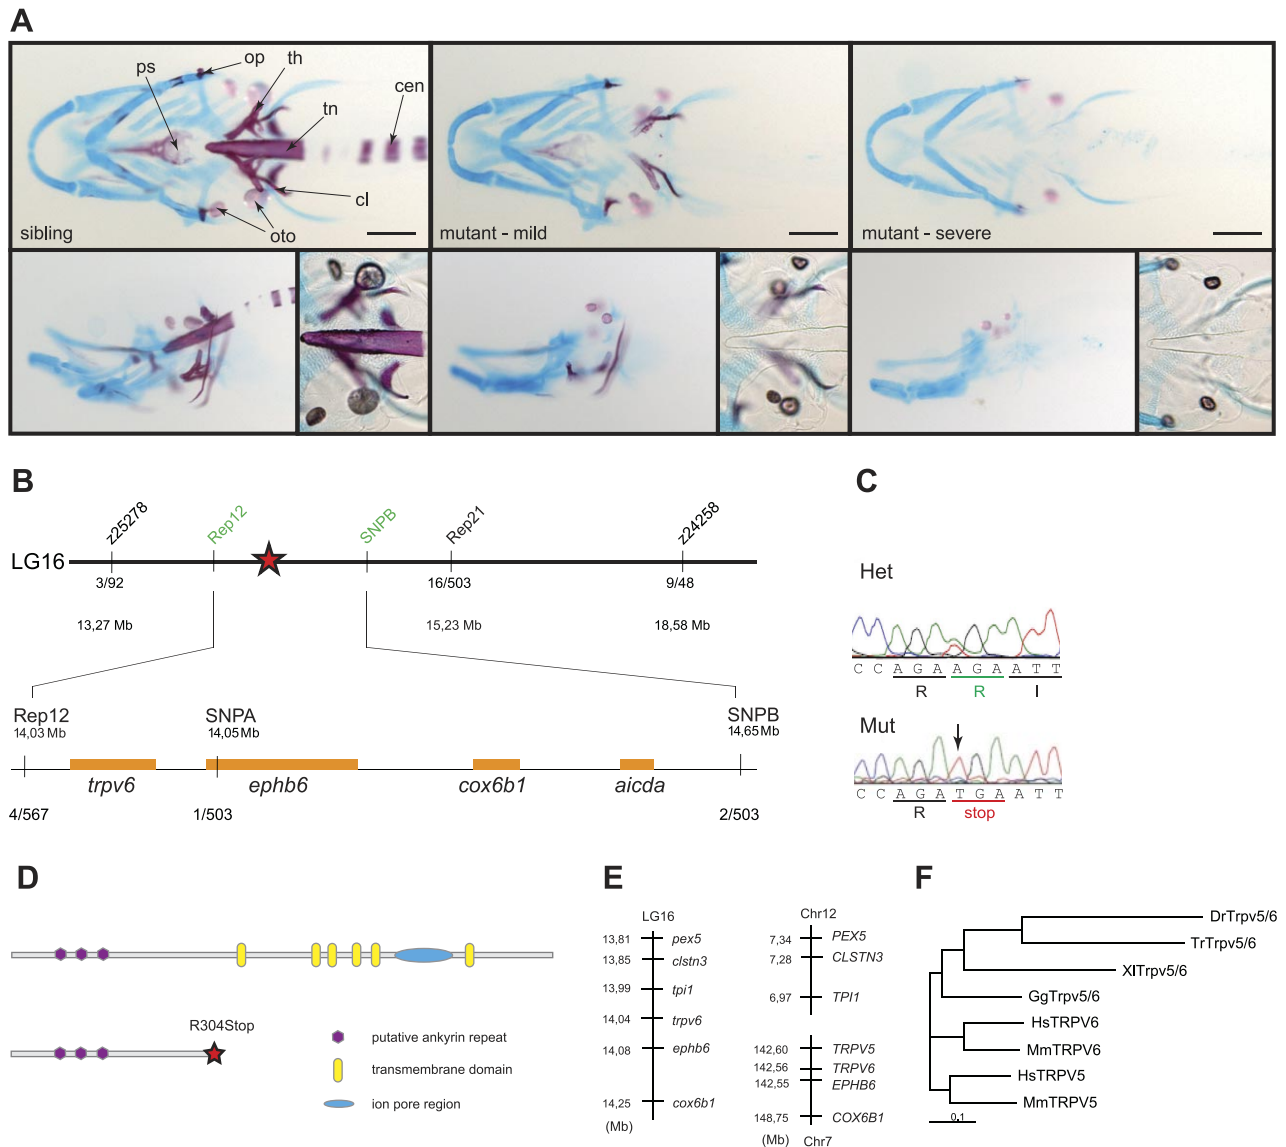 A
ps
op
th
tn
cen
cl
oto
sibling
mutant - mild
mutant - severe
B
z25278
Rep12
SNPB
Rep21
z24258
LG16
3/92
16/503
9/48
13,27 Mb
15,23 Mb
18,58 Mb
Rep12
14,03 Mb
SNPA
14,05 Mb
SNPB
14,65 Mb
trpv6
ephb6
cox6b1
aicda
4/567
1/503
2/503
C
Het
C C A G A A G A A T T
R R I
Mut
C C A G A T G A A T T
R stop
D
R304Stop
putative ankyrin repeat
transmembrane domain
ion pore region
E
LG16
13,81 pex5
13,85 clstn3
13,99 tpi1
14,04 trpv6
14,08 ephb6
14,25 cox6b1
(Mb)
Chr12
7,34 PEX5
7,28 CLSTN3
6,97 TPI1
142,60 TRPV5
142,56 TRPV6
142,55 EPHB6
148,75 COX6B1
(Mb) Chr7
F
DrTrpv5/6
TrTrpv5/6
XlTrpv5/6
GgTrpv5/6
HsTRPV6
MmTRPV6
HsTRPV5
MmTRPV5
0.1